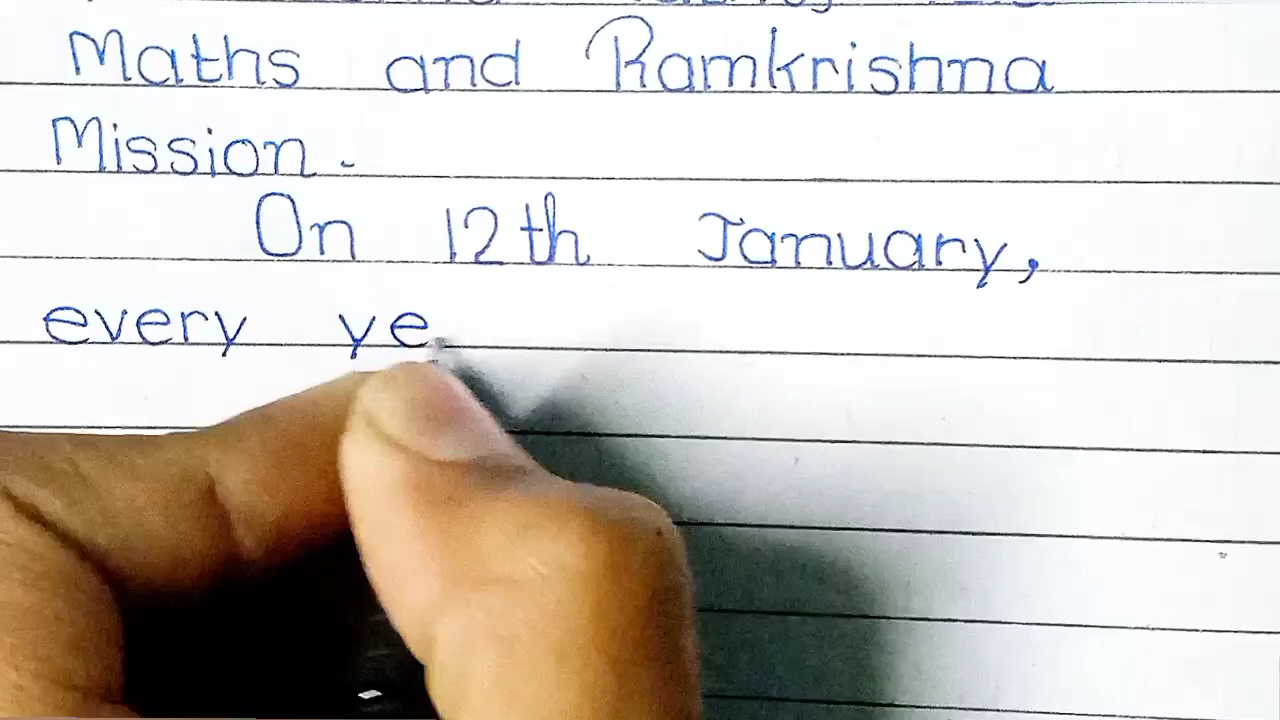 Maths and Ramkrishna
Mission.
On 12th January,
every ye